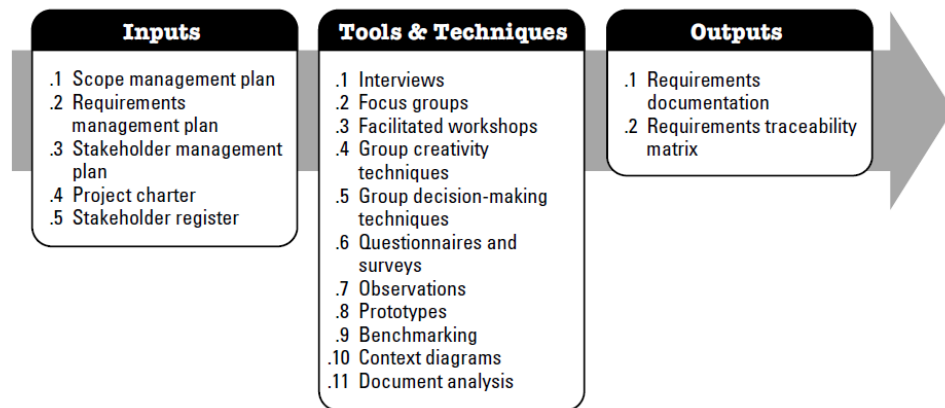 Inputs
.1 Scope management plan
.2 Requirements
management plan
.3 Stakeholder management
plan
.4 Project charter
.5 Stakeholder register
Tools & Techniques
.1 Interviews
.2 Focus groups
.3 Facilitated workshops
.4 Group creativity
techniques
.5 Group decision-making
techniques
.6 Questionnaires and
surveys
.7 Observations
.8 Prototypes
.9 Benchmarking
.10 Context diagrams
.11 Document analysis
Outputs
.1 Requirements
documentation
.2 Requirements traceability
matrix